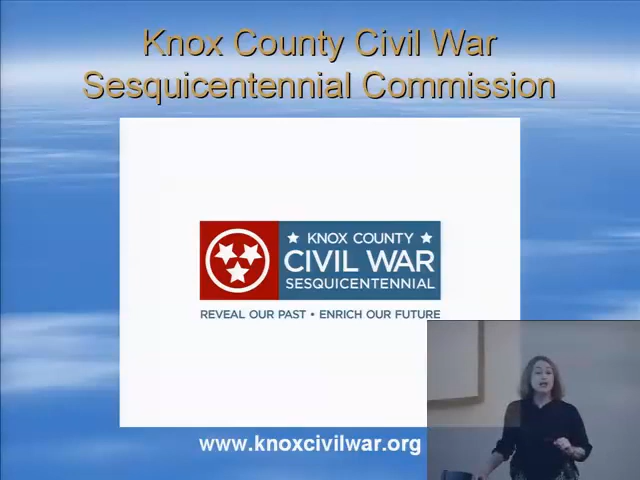 Knox County Civil War
Sesquicentennial Commission
KNOX COUNTY
CIVIL WAR
SESQUICENTENNIAL
REVEAL OUR PAST • ENRICH OUR FUTURE
www.knoxcivilwar.org